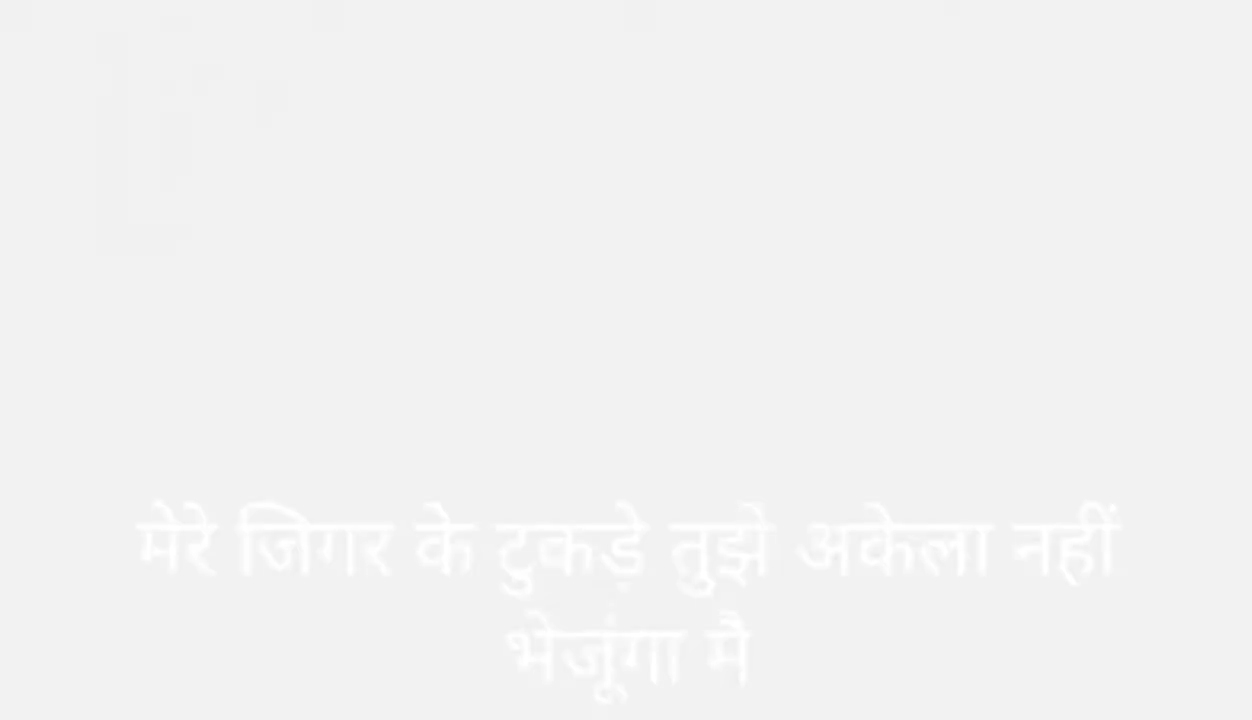 मेरे जिगर के टुकड़े तुझे अकेला नहीं
भेजूंगा मै